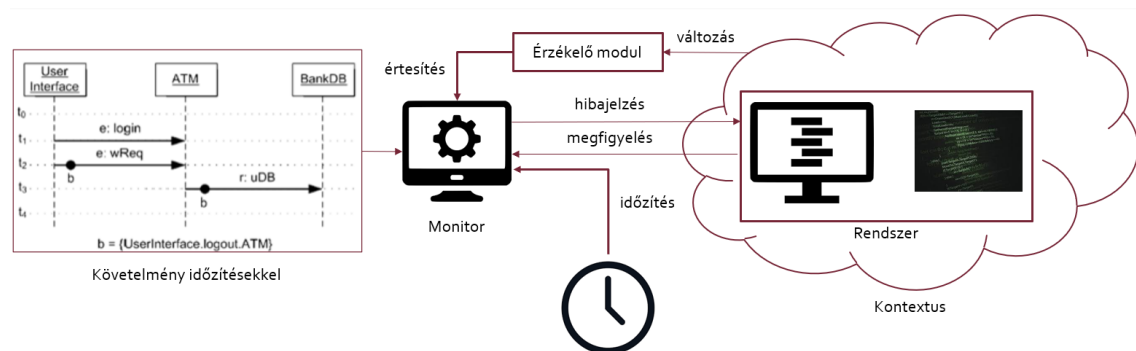 User
Interface
ATM
BankDB
t0
t1
e: login
t2
e: wReq
b
t3
r: uDB
b
t4
b = {UserInterface.logout.ATM}
Követelmény időzítésekkel
értesítés
Érzékelő modul
változás
hibajelzés
megfigyelés
Monitor
időzítés
Rendszer
Kontextus